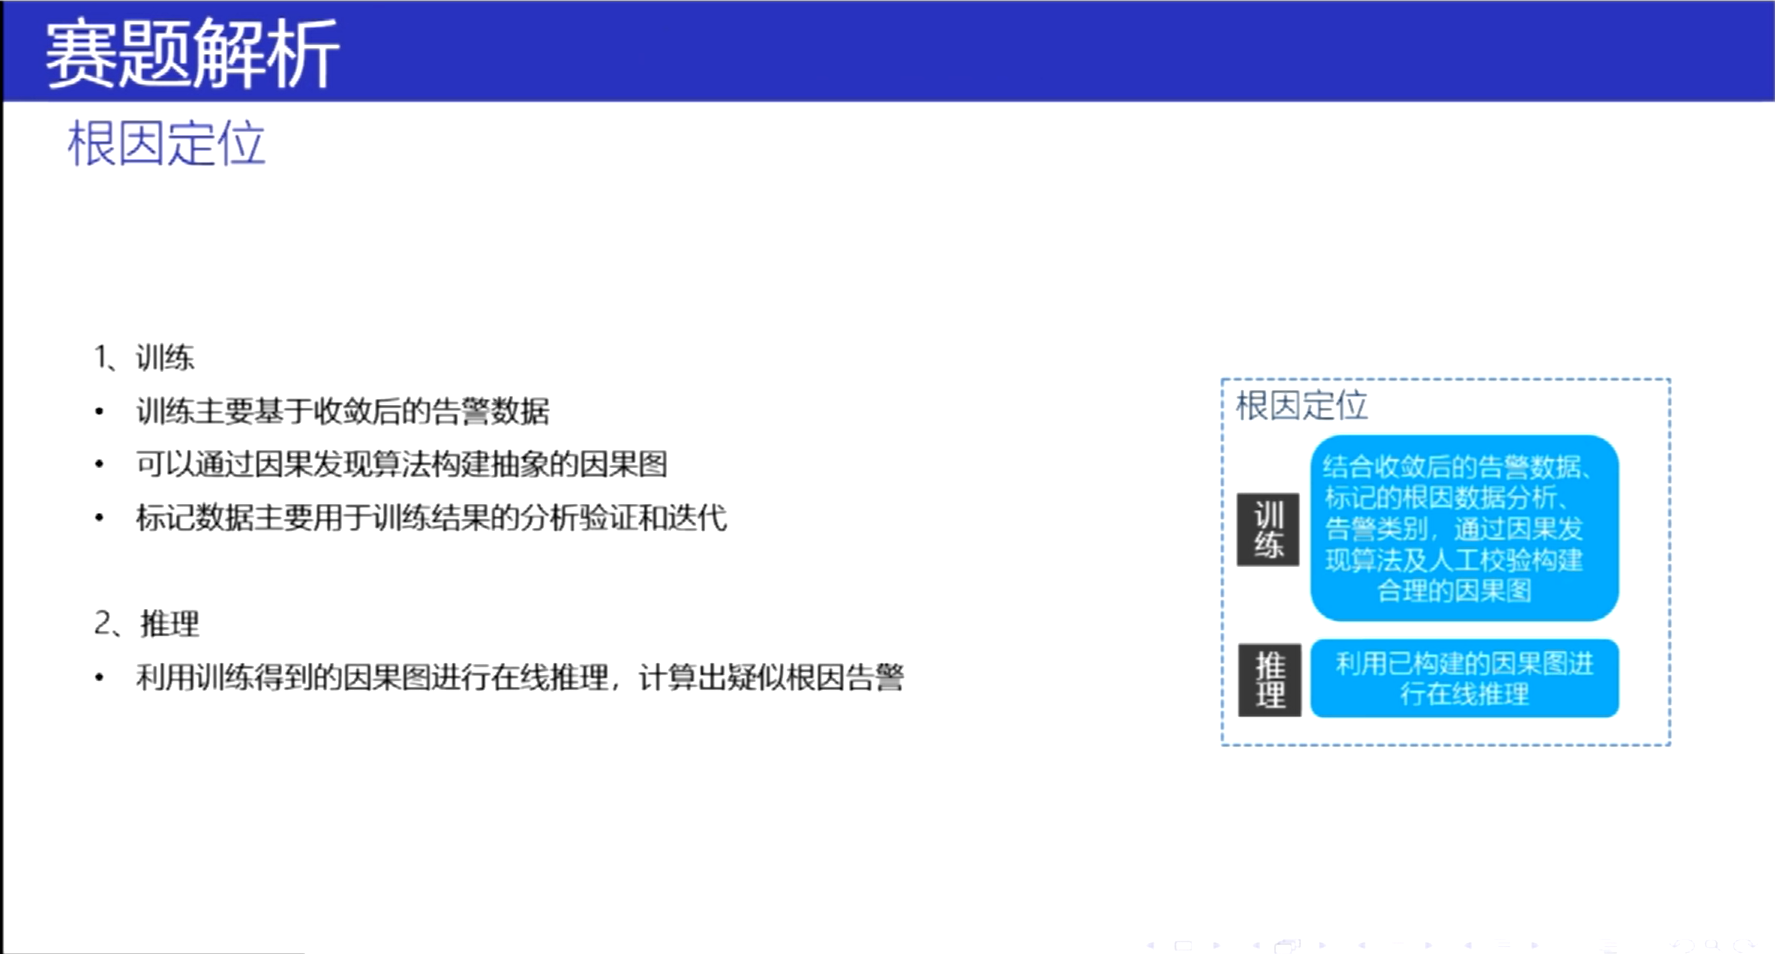 赛题解析
根因定位
1、训练
• 训练主要基于收敛后的告警数据
• 可以通过因果发现算法构建抽象的因果图
• 标记数据主要用于训练结果的分析验证和迭代
2、推理
• 利用训练得到的因果图进行在线推理，计算出疑似根因告警
根因定位
训练
结合收敛后的告警数据、
标记的根因数据分析、
告警类别，通过因果发
现算法及人工校验构建
合理的因果图
推理
利用已构建的因果图进
行在线推理